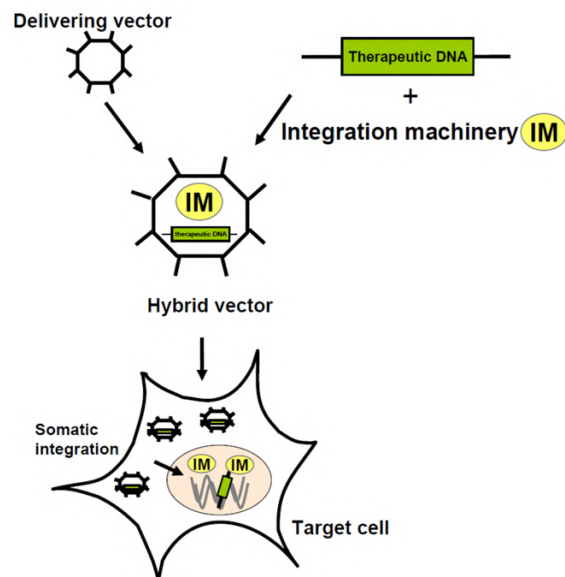 Delivering vector
Therapeutic DNA
+
Integration machinery IM
IM
therapeutic DNA
Hybrid vector
Somatic
integration
IM IM
Target cell